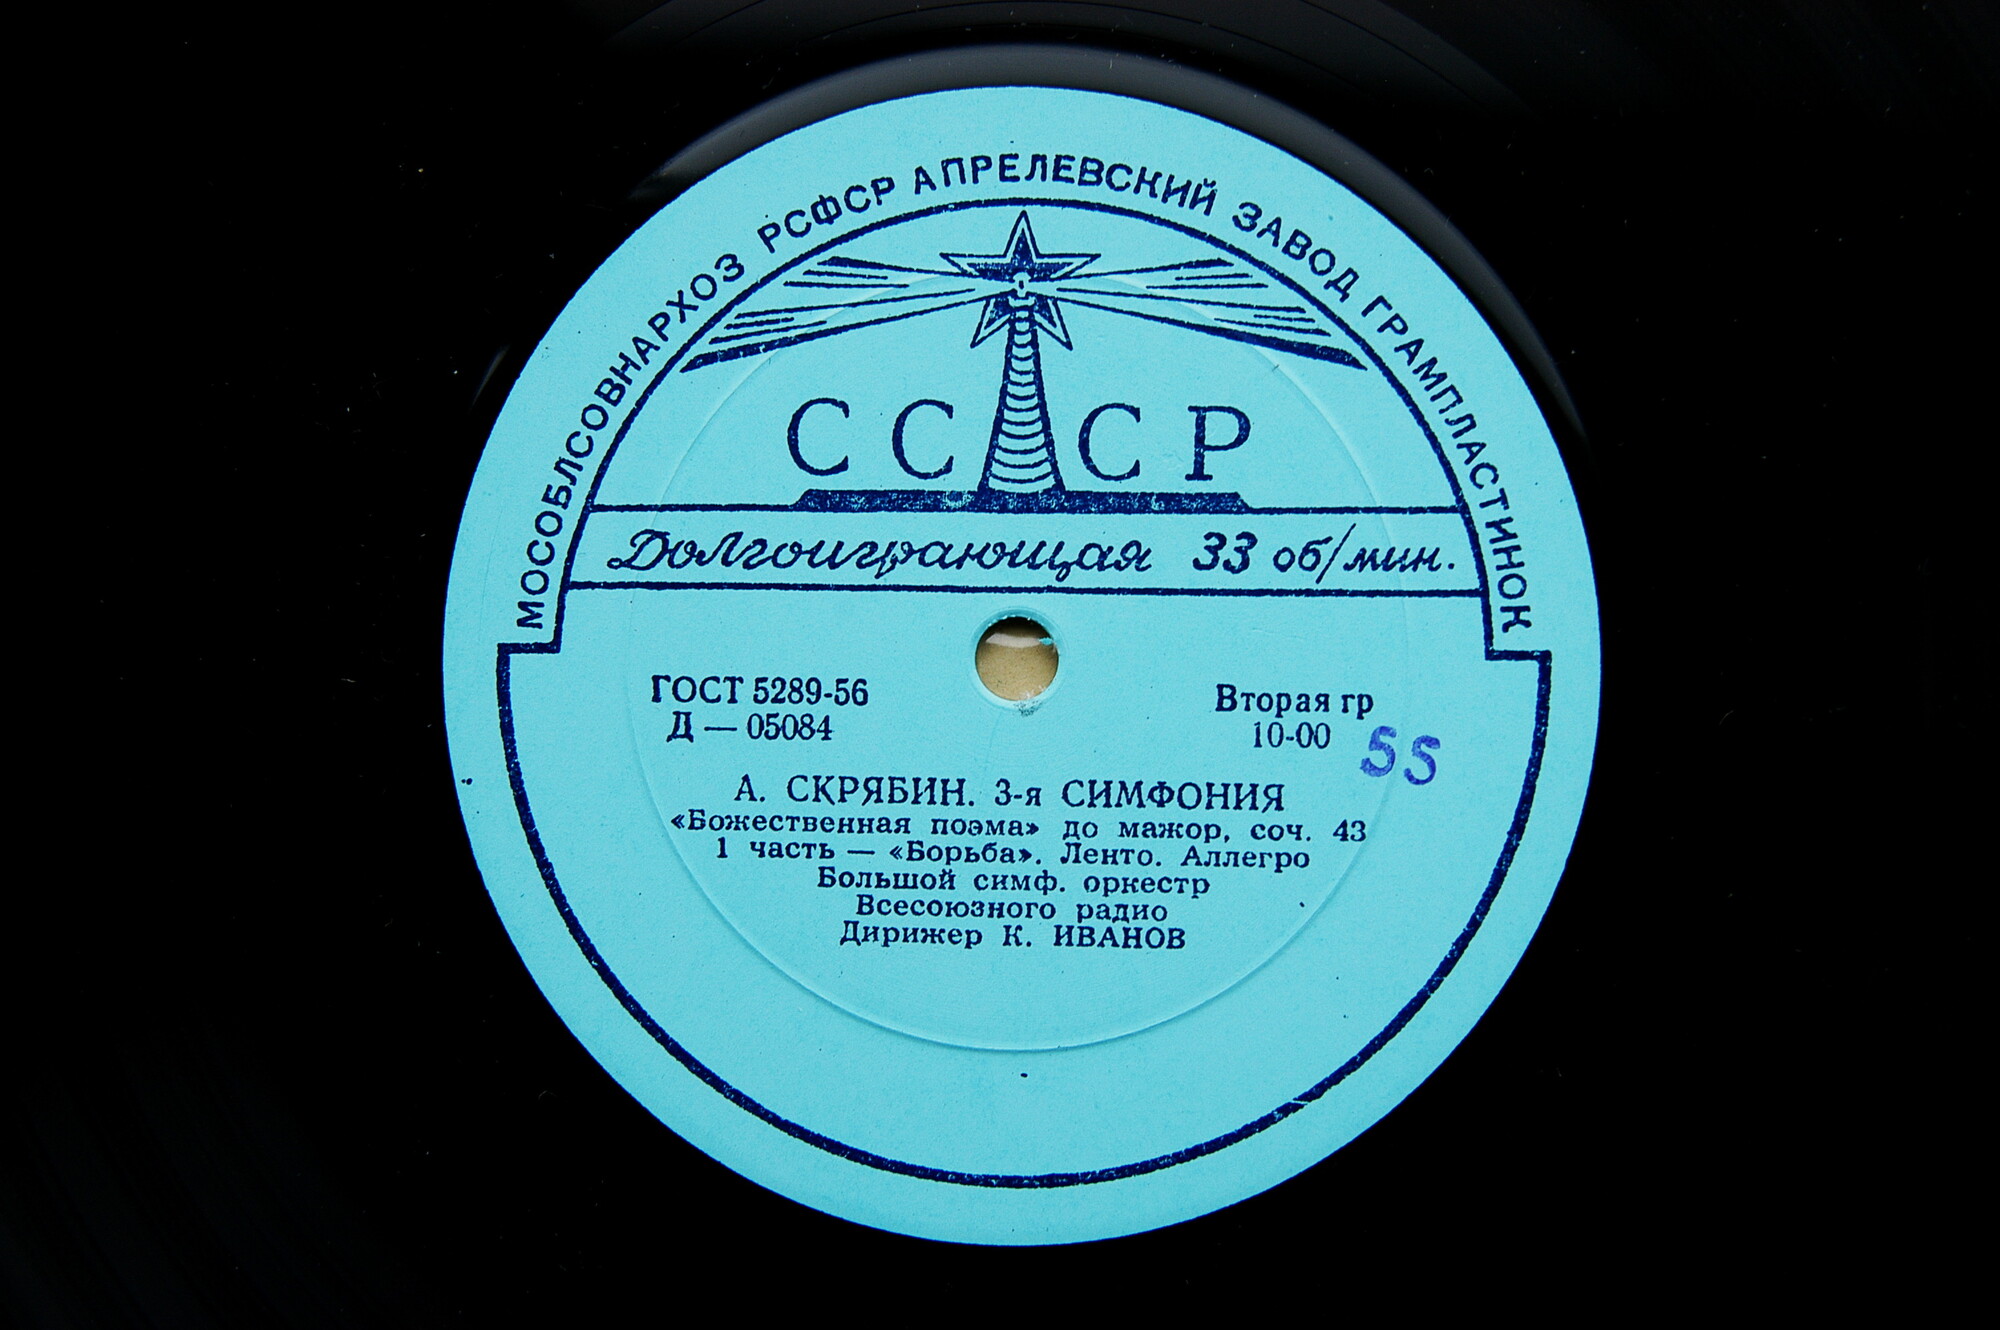 МОСОБЛСОВНАРХОЗ РСФСР АПРЕЛЕВСКИЙ ЗАВОД ГРАМПЛАСТИНОК
СССР
Долгоиграющая 33 об/мин.
ГОСТ 5289-56
Д — 05084
Вторая гр
10-00
55
А. СКРЯБИН. 3-я СИМФОНИЯ
«Божественная поэма» до мажор, соч. 43
1 часть — «Борьба». Ленто. Аллегро
Большой симф. оркестр
Всесоюзного радио
Дирижер К. ИВАНОВ